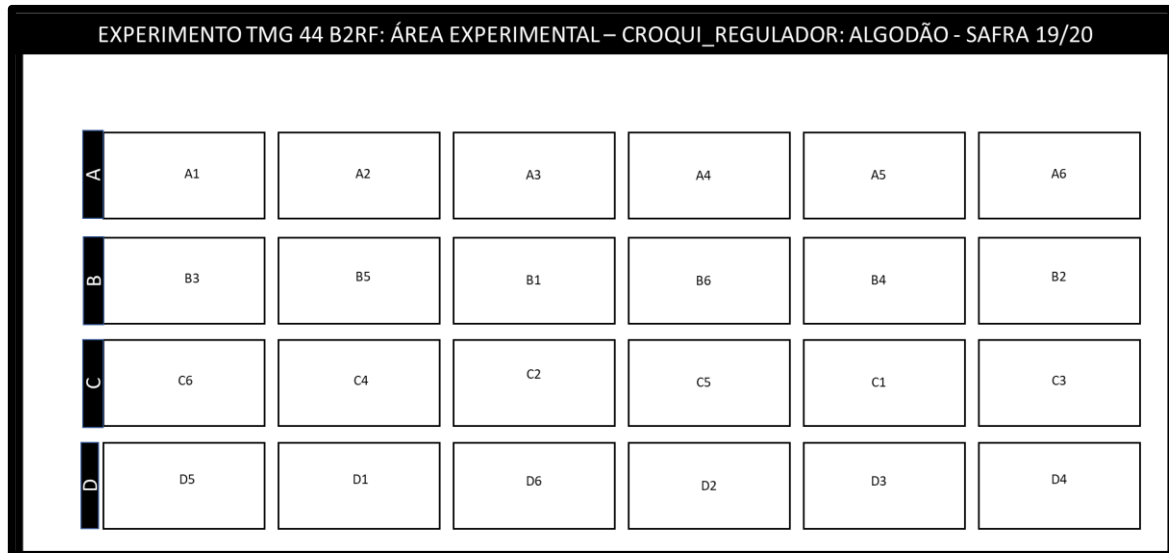 EXPERIMENTO TMG 44 B2RF: ÁREA EXPERIMENTAL – CROQUI_REGULADOR: ALGODÃO - SAFRA 19/20
A A1 A2 A3 A4 A5 A6
B B3 B5 B1 B6 B4 B2
C C6 C4 C2 C5 C1 C3
D D5 D1 D6 D2 D3 D4